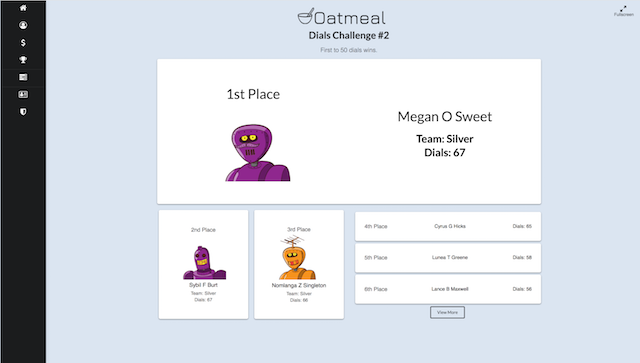 Oatmeal
Dials Challenge #2
Fullscreen
First to 50 dials wins.
1st Place
Megan O Sweet
Team: Silver
Dials: 67
2nd Place
Sybil F Burt
Team: Silver
Dials: 67
3rd Place
Nomlanga Z Singleton
Team: Silver
Dials: 66
4th Place Cyrus G Hicks Dials:
5th Place Lunea T Greene Dials: 58
6th Place Lance B Maxwell Dials: 56
View More